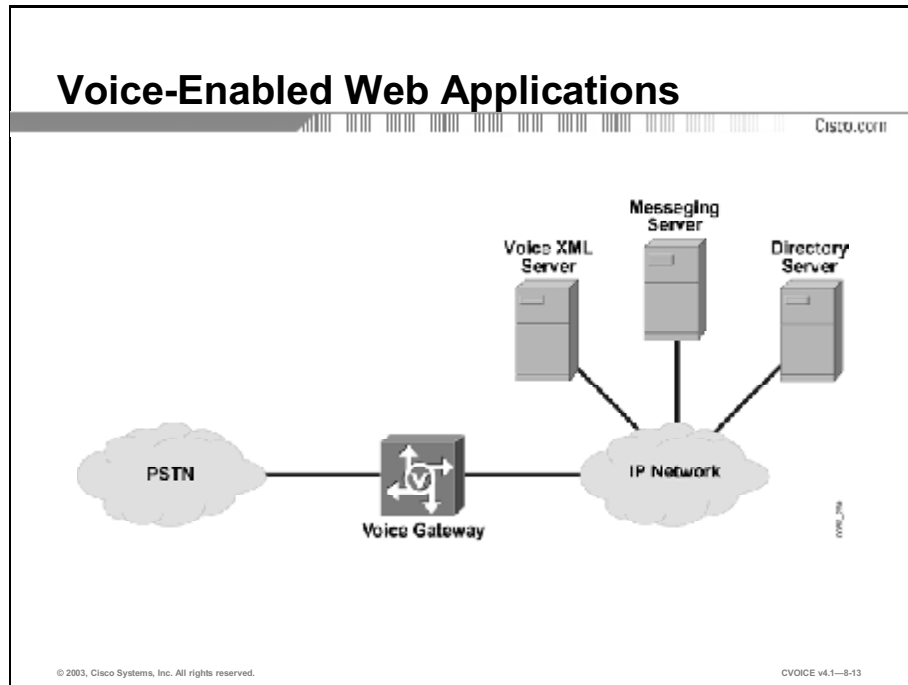 Voice-Enabled Web Applications
Cisco.com
Messaging
Server
Voice XML
Server
Directory
Server
PSTN
IP Network
Voice Gateway
© 2003, Cisco Systems, Inc. All rights reserved.
CVOICE v4.1—8-13